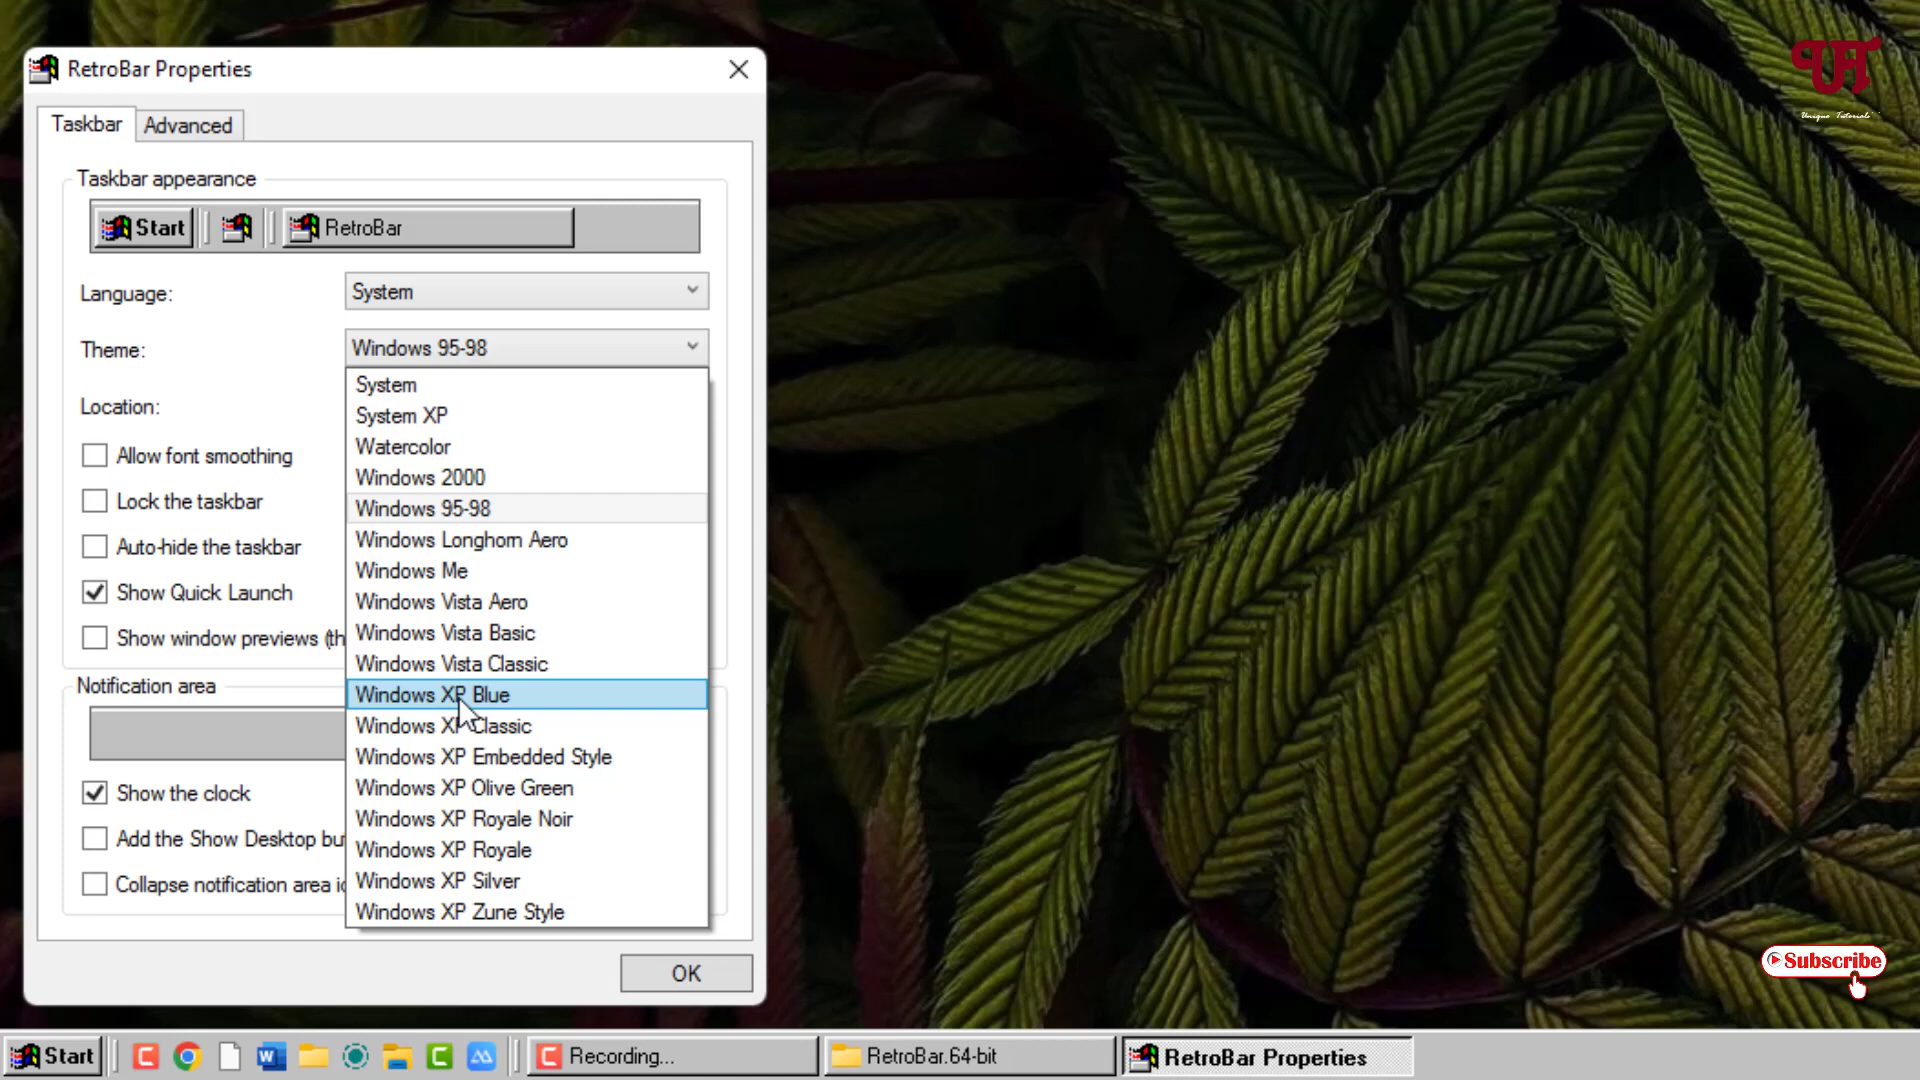 RetroBar Properties
Taskbar
Advanced
Taskbar appearance
Start
RetroBar
Language:
System
Theme:
Windows 95-98
Location:
System
System XP
Watercolor
Windows 2000
Windows 95-98
Windows Longhorn Aero
Windows Me
Windows Vista Aero
Windows Vista Basic
Windows Vista Classic
Windows XP Blue
Windows XP Classic
Windows XP Embedded Style
Windows XP Olive Green
Windows XP Royale Noir
Windows XP Royale
Windows XP Silver
Windows XP Zune Style
Allow font smoothing
Lock the taskbar
Auto-hide the taskbar
Show Quick Launch
Show window previews (th
Notification area
Show the clock
Add the Show Desktop bu
Collapse notification area ic
OK
UT
Unique Tutorials
Subscribe
Start
Recording...
RetroBar.64-bit
RetroBar Properties